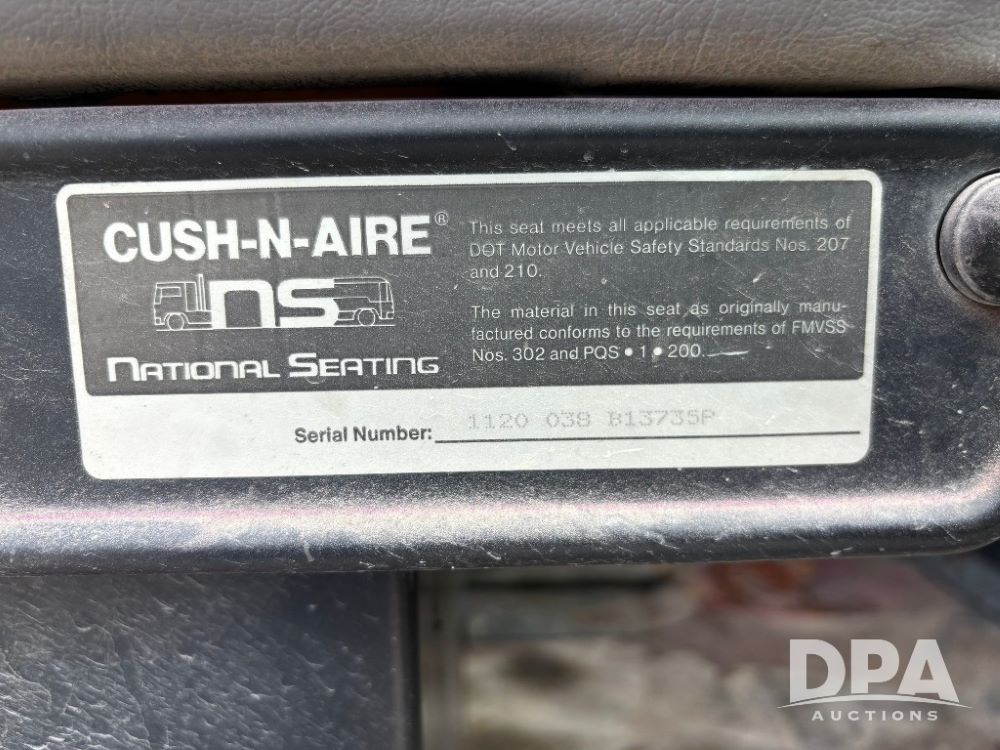 CUSH-N-AIRE®
ns
NATIONAL SEATING
This seat meets all applicable requirements of
DOT Motor Vehicle Safety Standards Nos. 207
and 210.
The material in this seat as originally manu-
factured conforms to the requirements of FMVSS
Nos. 302 and PQS • 1 • 200.
Serial Number: 1120 038 B13735P
DPA
AUCTIONS